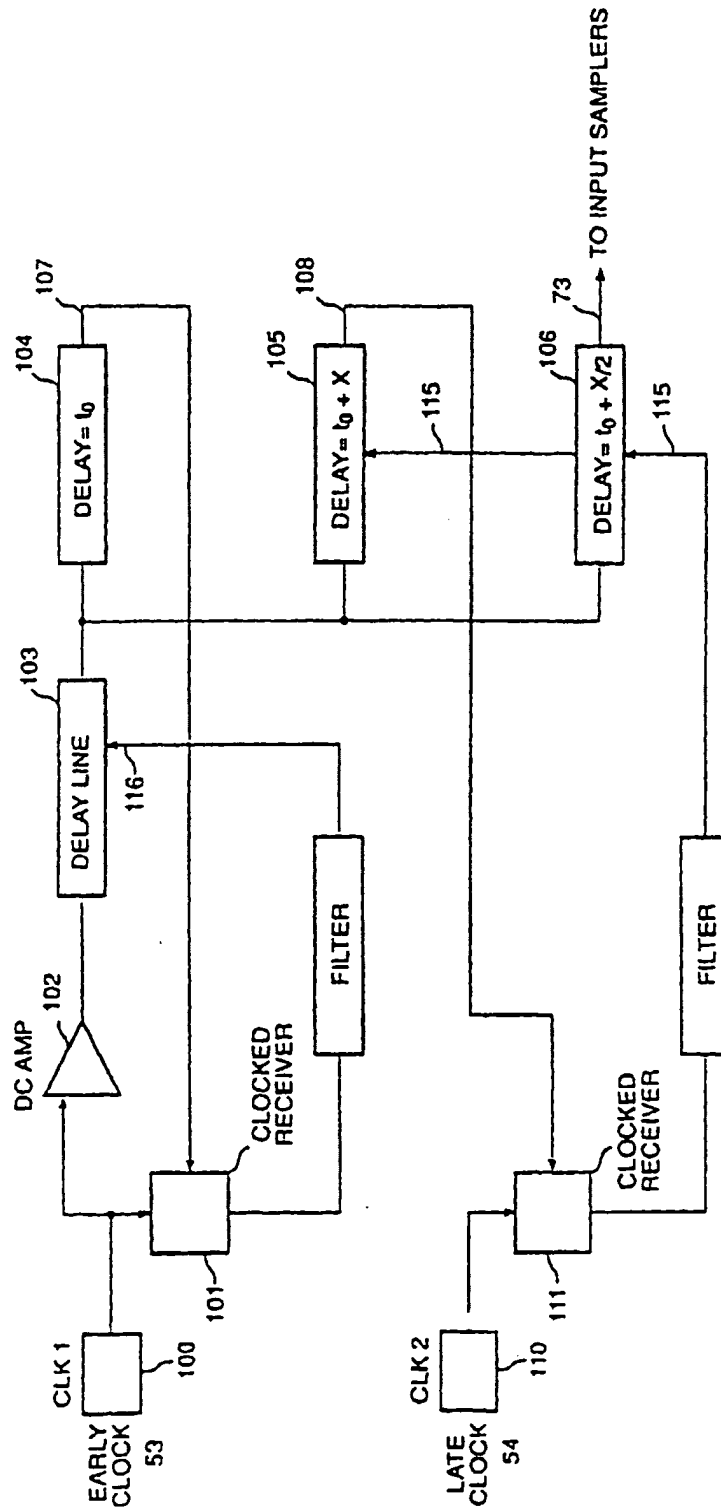 EARLY
CLOCK
53
CLK 1
100
DC AMP
102
101
CLOCKED
RECEIVER
DELAY LINE
103
116
FILTER
DELAY= t₀
104
107
LATE
CLOCK
54
CLK 2
110
111
CLOCKED
RECEIVER
FILTER
DELAY= t₀ + X
105
108
115
DELAY= t₀ + X/2
106
115
73
TO INPUT SAMPLERS